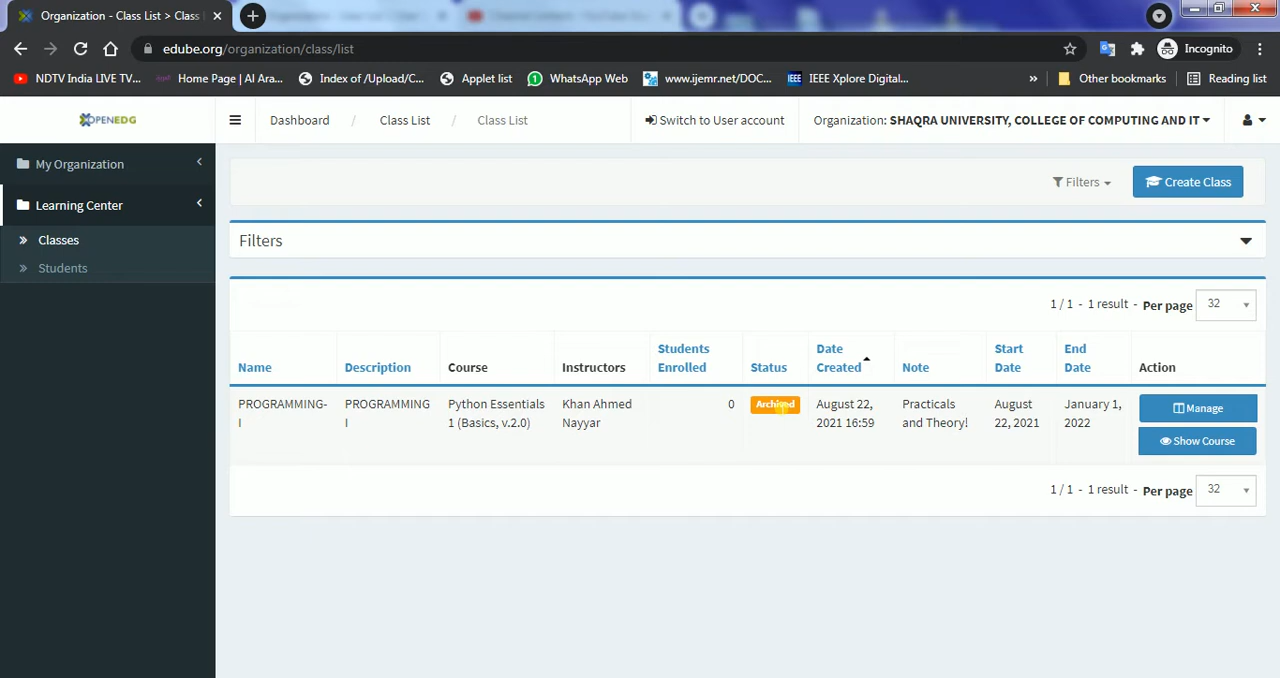 Organization - Class List > Class
edube.org/organization/class/list
Incognito
NDTV India LIVE TV...
Home Page | Al Ara...
Index of /Upload/C...
Applet list
WhatsApp Web
www.ijemr.net/DOC...
IEEE
IEEE Xplore Digital...
»
Other bookmarks
Reading list
OPENEDG
Dashboard / Class List / Class List
Switch to User account
Organization: SHAQRA UNIVERSITY, COLLEGE OF COMPUTING AND IT
My Organization
Learning Center
Classes
Students
Filters
Create Class
Filters
1 / 1 - 1 result - Per page 32
Name
Description
Course
Instructors
Students Enrolled
Status
Date Created
Note
Start Date
End Date
Action
PROGRAMMING-
I
PROGRAMMING
I
Python Essentials
1 (Basics, v.2.0)
Khan Ahmed
Nayyar
0
Archived
August 22,
2021 16:59
Practicals
and Theory!
August
22, 2021
January 1,
2022
Manage
Show Course
1 / 1 - 1 result - Per page 32